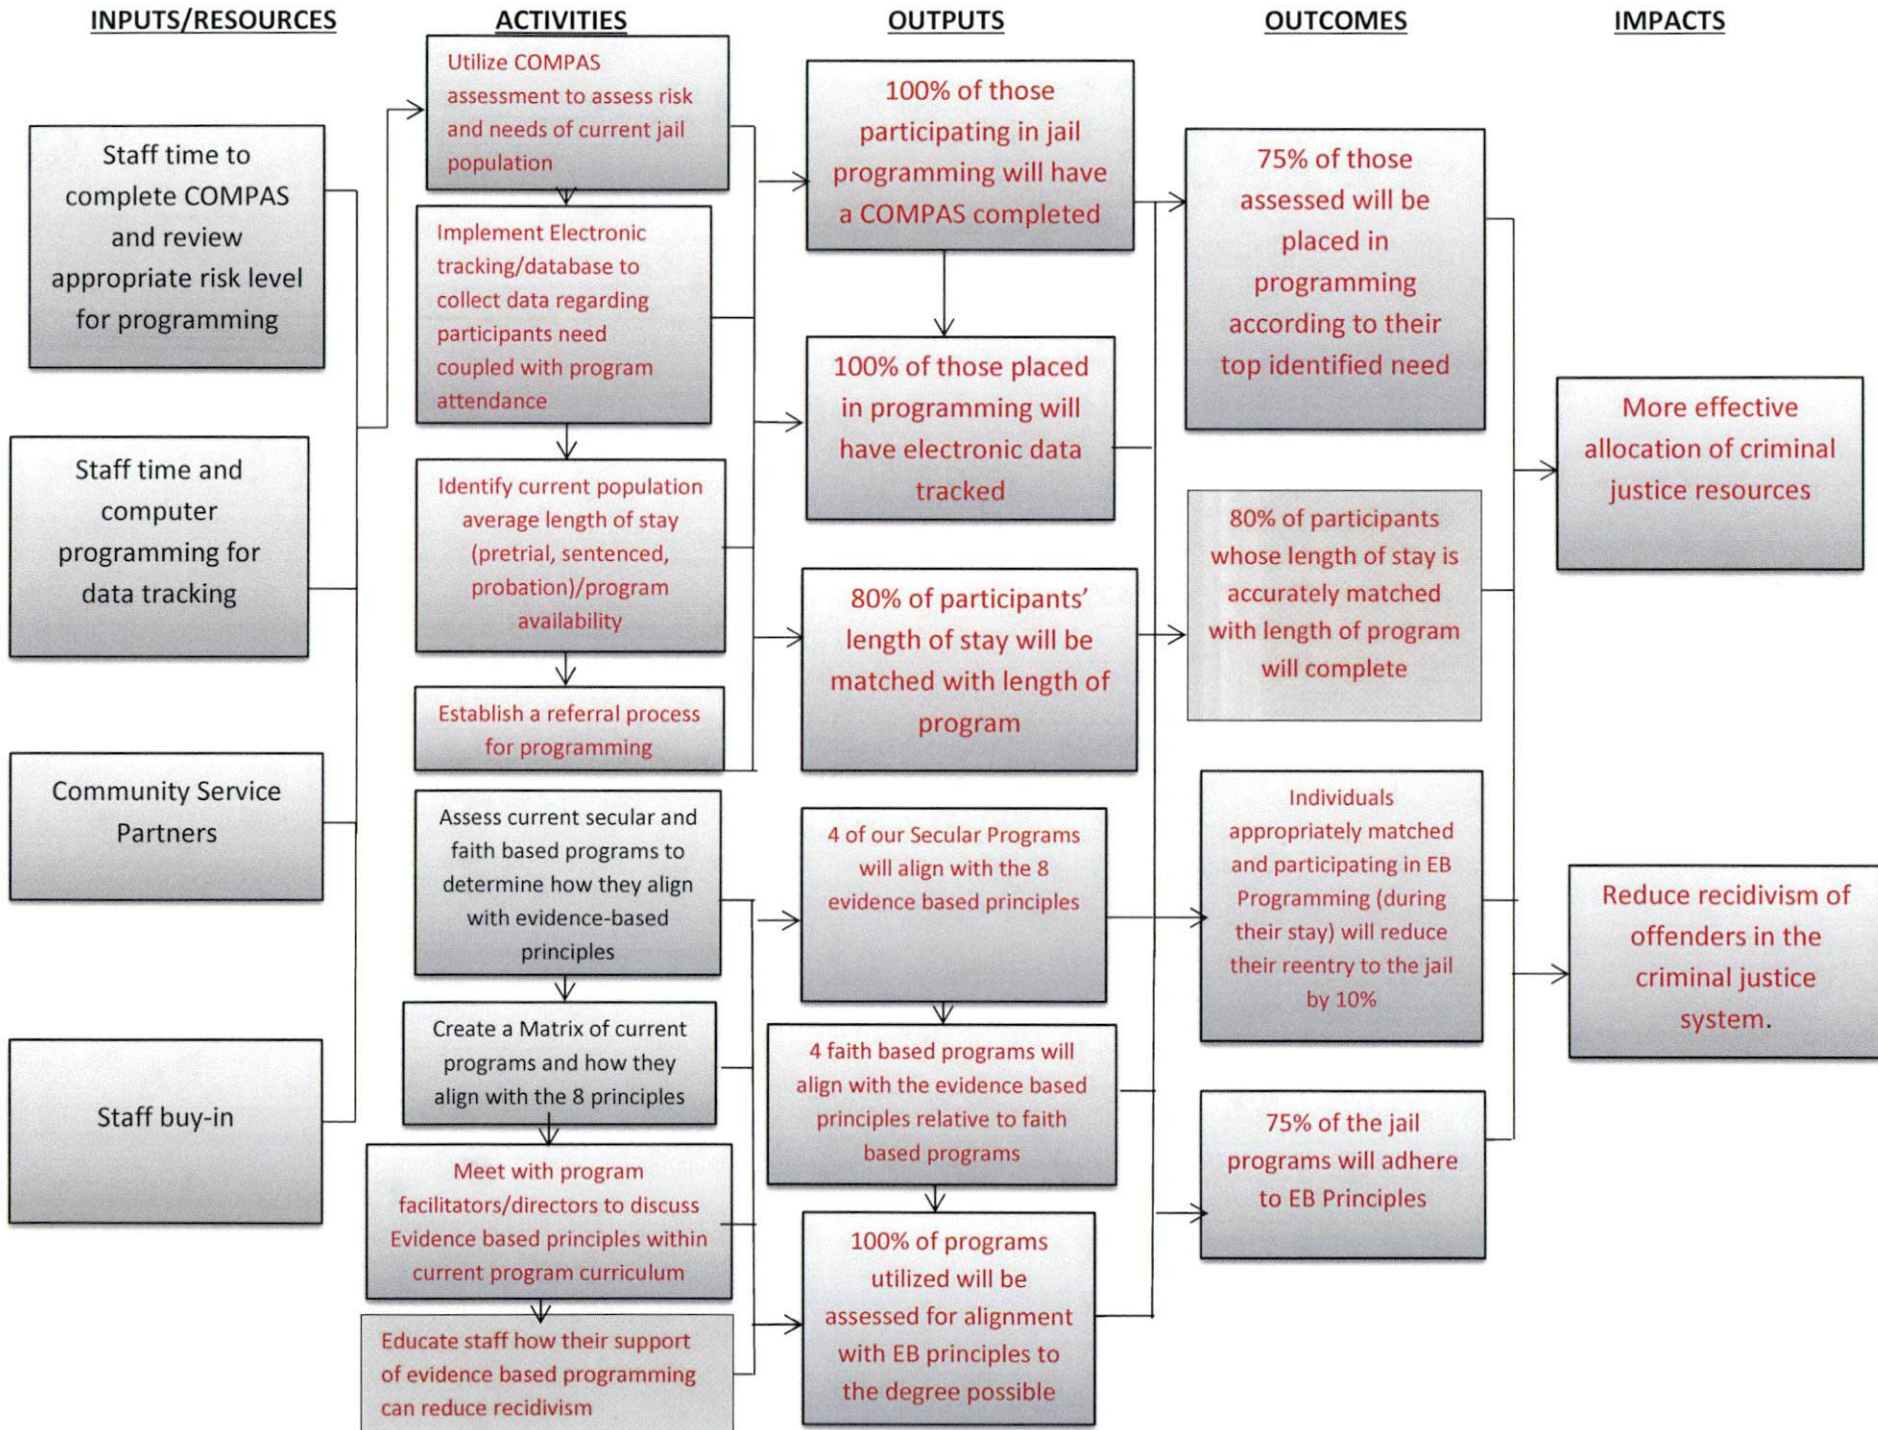 INPUTS/RESOURCES
ACTIVITIES
OUTPUTS
OUTCOMES
IMPACTS
Staff time to
complete COMPAS
and review
appropriate risk level
for programming
Staff time and
computer
programming for
data tracking
Community Service
Partners
Staff buy-in
Utilize COMPAS
assessment to assess risk
and needs of current jail
population
Implement Electronic
tracking/database to
collect data regarding
participants need
coupled with program
attendance
Identify current population
average length of stay
(pretrial, sentenced,
probation)/program
availability
Establish a referral process
for programming
Assess current secular and
faith based programs to
determine how they align
with evidence-based
principles
Create a Matrix of current
programs and how they
align with the 8 principles
Meet with program
facilitators/directors to discuss
Evidence based principles within
current program curriculum
Educate staff how their support
of evidence based programming
can reduce recidivism
100% of those
participating in jail
programming will have
a COMPAS completed
100% of those placed
in programming will
have electronic data
tracked
80% of participants’
length of stay will be
matched with length of
program
4 of our Secular Programs
will align with the 8
evidence based principles
4 faith based programs will
align with the evidence based
principles relative to faith
based programs
100% of programs
utilized will be
assessed for alignment
with EB principles to
the degree possible
75% of those
assessed will be
placed in
programming
according to their
top identified need
80% of participants
whose length of stay is
accurately matched
with length of program
will complete
Individuals
appropriately matched
and participating in EB
Programming (during
their stay) will reduce
their reentry to the jail
by 10%
75% of the jail
programs will adhere
to EB Principles
More effective
allocation of criminal
justice resources
Reduce recidivism of
offenders in the
criminal justice
system.